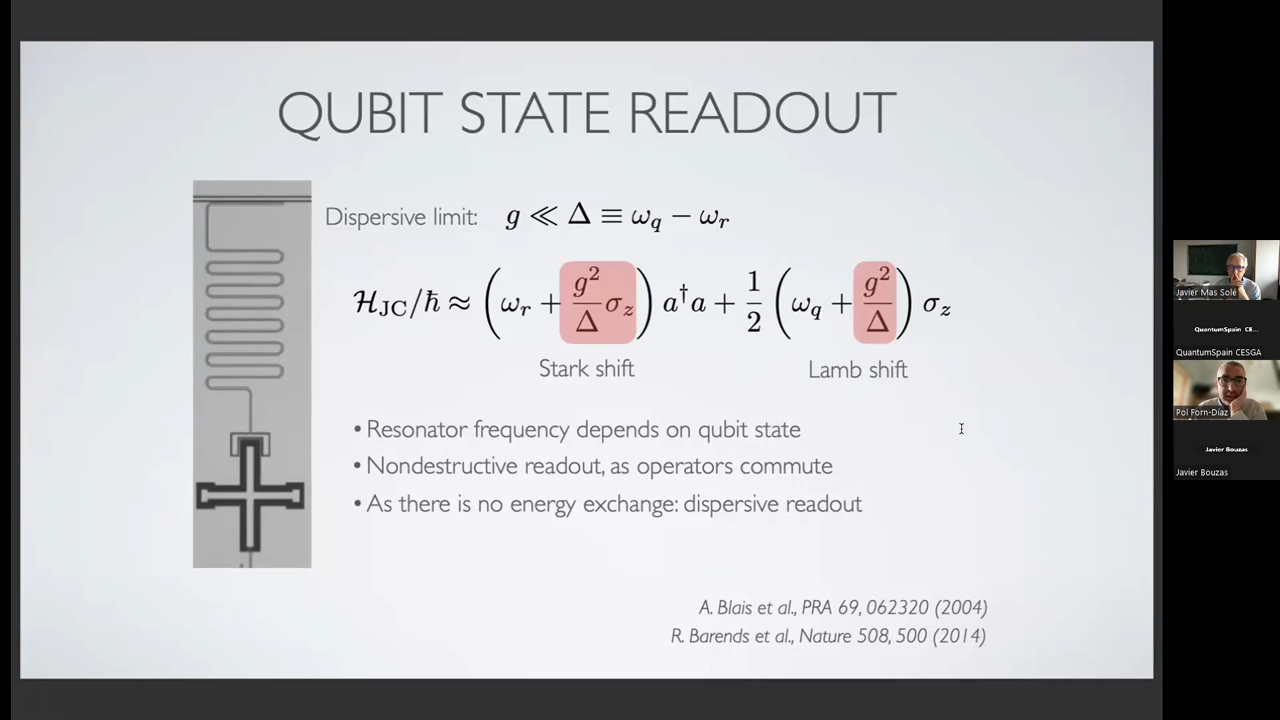 QUBIT STATE READOUT
Dispersive limit: g ≪ Δ ≡ ω_q − ω_r
ℋ_JC/ħ ≈ (ω_r + g²/Δ σ_z) a†a + 1/2 (ω_q + g²/Δ) σ_z
Stark shift
Lamb shift
• Resonator frequency depends on qubit state
• Nondestructive readout, as operators commute
• As there is no energy exchange: dispersive readout
A. Blais et al., PRA 69, 062320 (2004)
R. Barends et al., Nature 508, 500 (2014)
Javier Mas Solé
QuantumSpain CE...
QuantumSpain CESGA
Pol Forn-Díaz
Javier Bouzas
Javier Bouzas